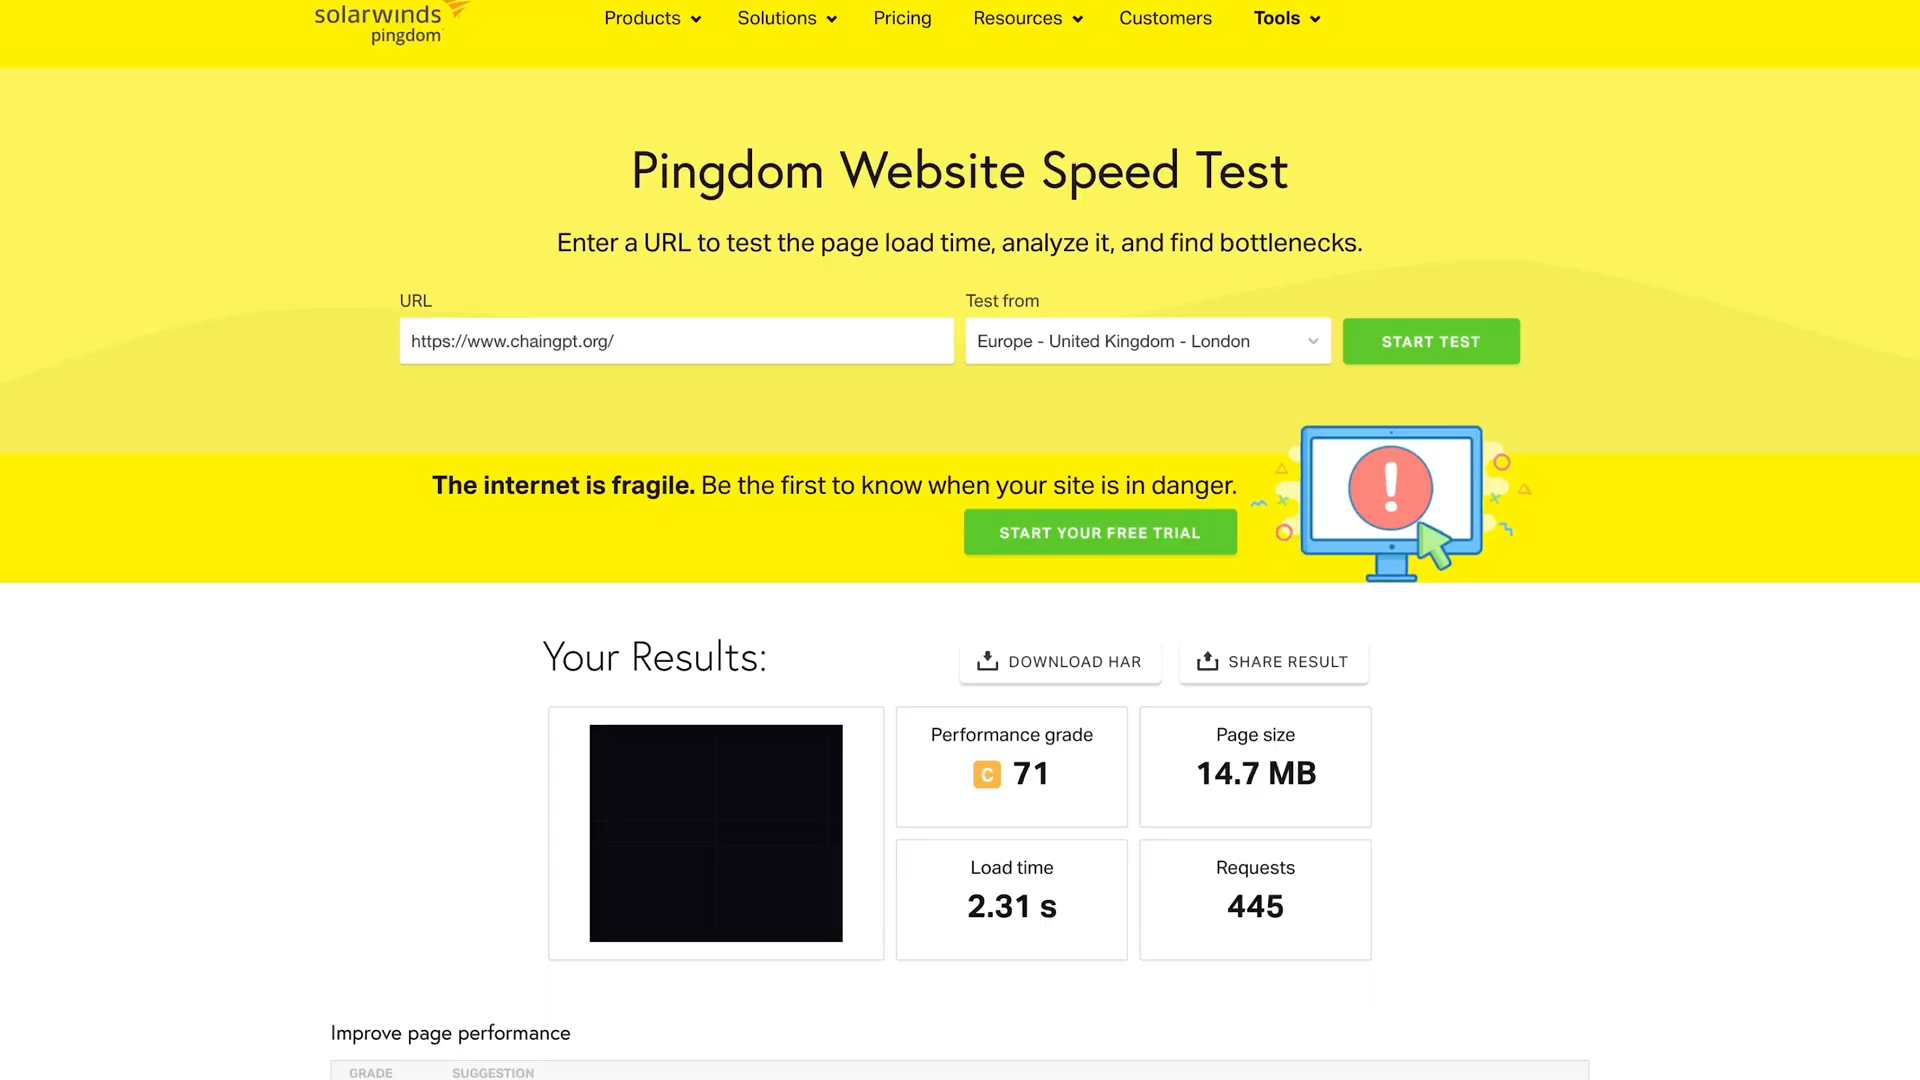 solarwinds
pingdom
Products
Solutions
Pricing
Resources
Customers
Tools
Pingdom Website Speed Test
Enter a URL to test the page load time, analyze it, and find bottlenecks.
URL
Test from
https://www.chaingpt.org/
Europe - United Kingdom - London
START TEST
The internet is fragile. Be the first to know when your site is in danger.
START YOUR FREE TRIAL
Your Results:
DOWNLOAD HAR
SHARE RESULT
Performance grade
C 71
Page size
14.7 MB
Load time
2.31 s
Requests
445
Improve page performance
GRADE
SUGGESTION